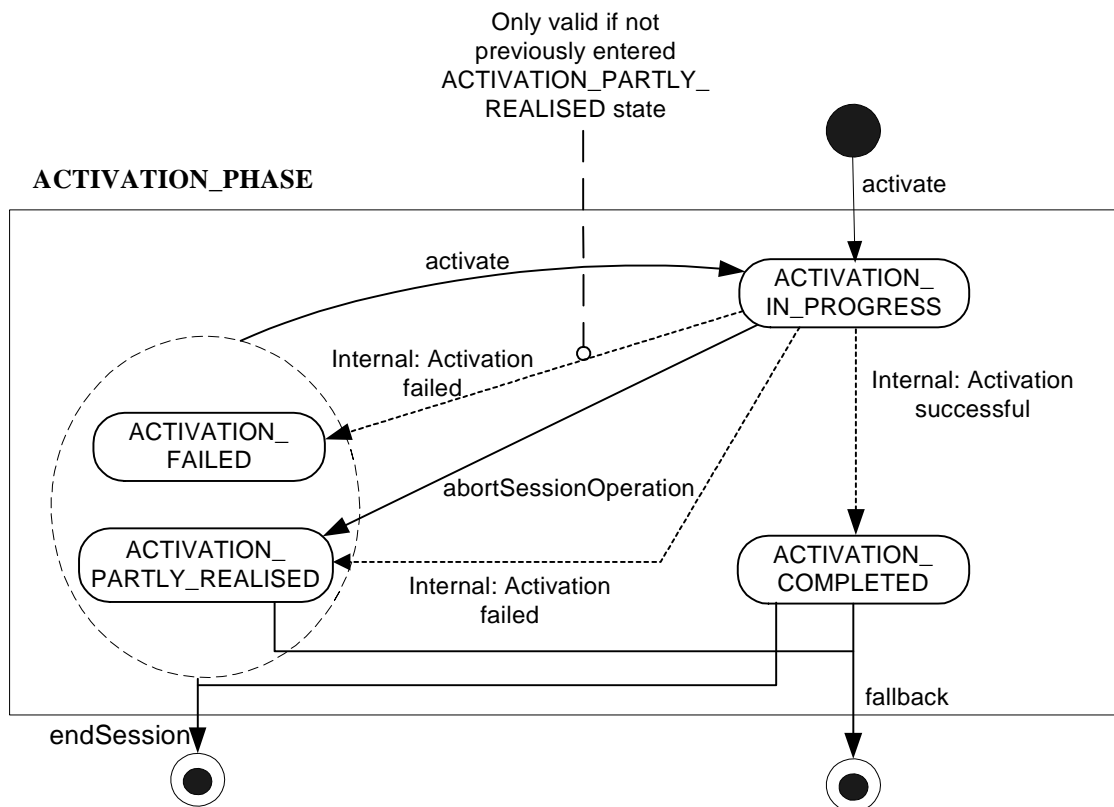 Only valid if not
previously entered
ACTIVATION_PARTLY_
REALISED state
ACTIVATION_PHASE
activate
activate
ACTIVATION_
IN_PROGRESS
Internal: Activation
failed
Internal: Activation
successful
ACTIVATION_
FAILED
abortSessionOperation
ACTIVATION_
PARTLY_REALISED
Internal: Activation
failed
ACTIVATION_
COMPLETED
fallback
endSession